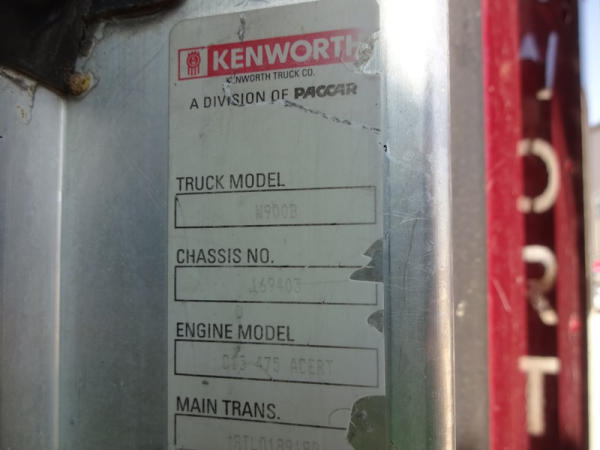 KENWORTH
KENWORTH TRUCK CO.
A DIVISION OF PACCAR
TRUCK MODEL
W900B
CHASSIS NO.
169403
ENGINE MODEL
C13 475 ACERT
MAIN TRANS.
O
R
T